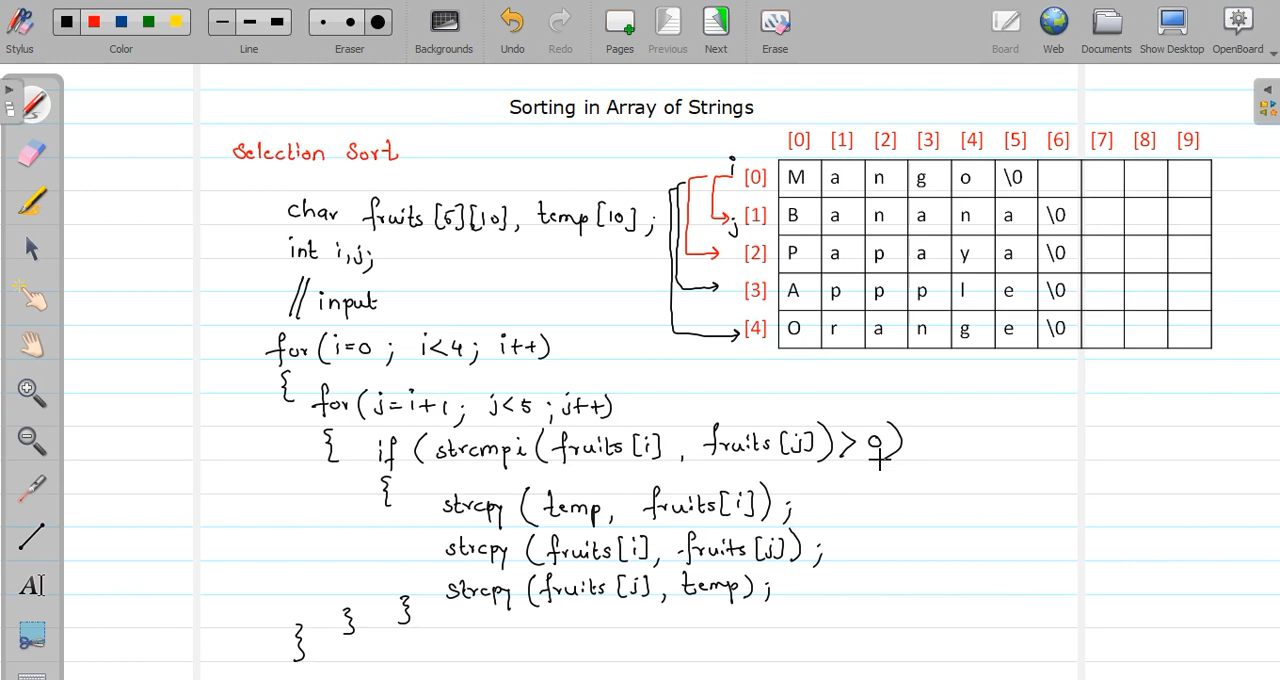 Stylus Color Line Eraser Backgrounds Undo Redo Pages Previous Next Erase Board Web Documents Show Desktop OpenBoard
Sorting in Array of Strings
Selection Sort
char fruits [5][10], temp [10] ;
int i,j;
// input
for (i=0 ; i<4 ; i++)
{ for ( j=i+1 ; j<5 ; j++)
{ if ( strcmpi ( fruits [i] , fruits [j]) > 0)
{ strcpy ( temp, fruits[i]) ;
strcpy ( fruits [i], fruits [j]) ;
strcpy ( fruits [j] , temp) ;
} } }
[0] [1] [2] [3] [4] [5] [6] [7] [8] [9]
i [0] M a n g o \0
j [1] B a n a n a \0
[2] P a p a y a \0
[3] A p p p l e \0
[4] O r a n g e \0
AI